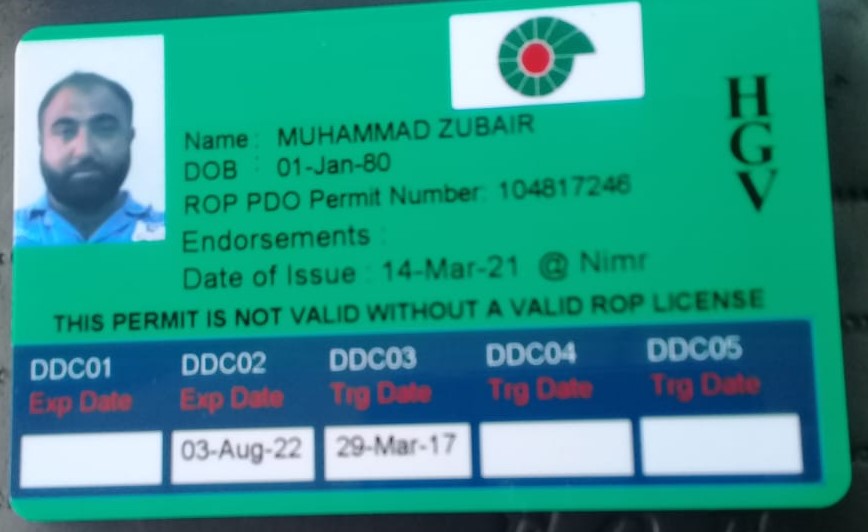 Name : MUHAMMAD ZUBAIR
DOB : 01-Jan-80
ROP PDO Permit Number: 104817246
Endorsements :
Date of Issue : 14-Mar-21 @ Nimr
HGV
THIS PERMIT IS NOT VALID WITHOUT A VALID ROP LICENSE
DDC01 DDC02 DDC03 DDC04 DDC05
Exp Date Exp Date Trg Date Trg Date Trg Date
03-Aug-22 29-Mar-17